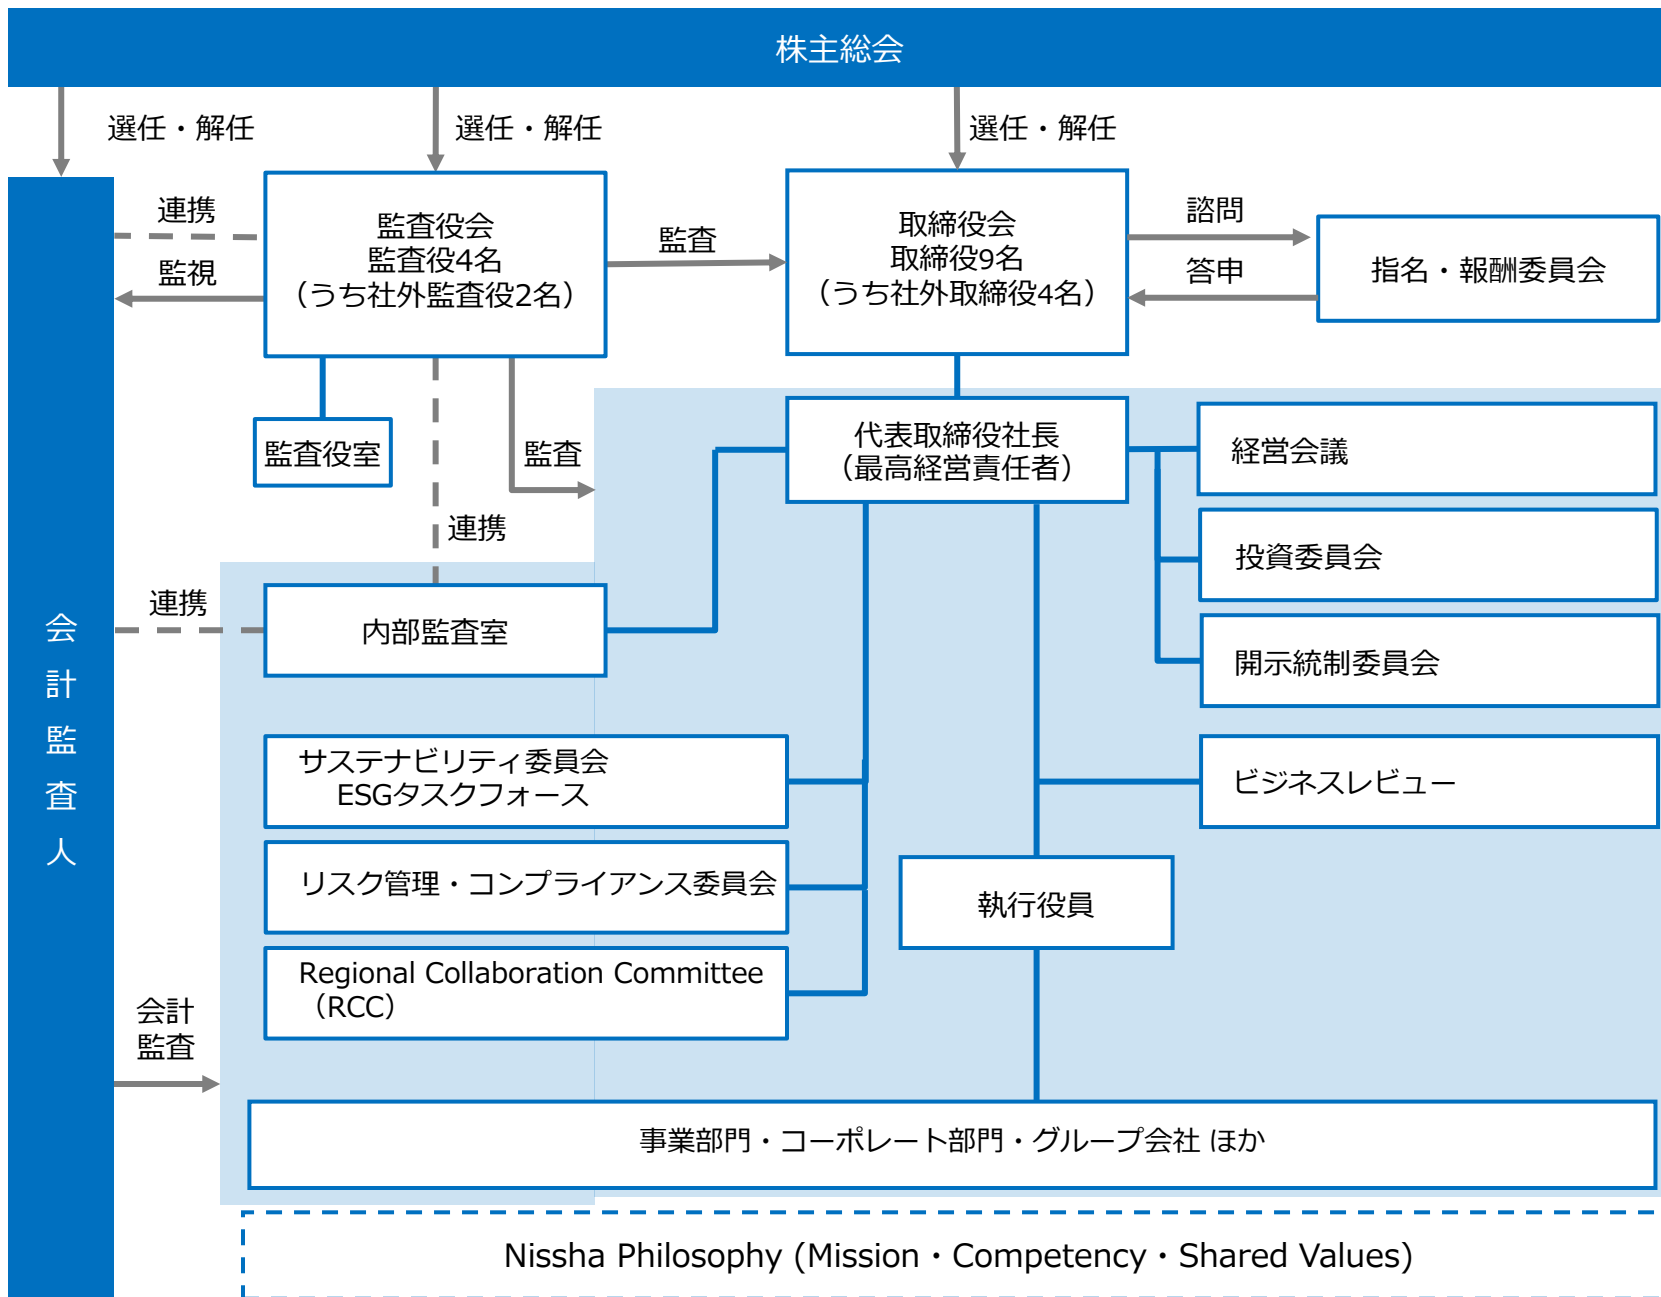 株主総会
選任・解任
選任・解任
選任・解任
連携
監視
監査役会
監査役4名
（うち社外監査役2名）
監査
取締役会
取締役9名
（うち社外取締役4名）
諮問
答申
指名・報酬委員会
監査役室
監査
連携
代表取締役社長
（最高経営責任者）
経営会議
投資委員会
開示統制委員会
連携
内部監査室
会計監査人
サステナビリティ委員会
ESGタスクフォース
ビジネスレビュー
リスク管理・コンプライアンス委員会
執行役員
Regional Collaboration Committee
（RCC）
会計
監査
事業部門・コーポレート部門・グループ会社 ほか
Nissha Philosophy (Mission・Competency・Shared Values)